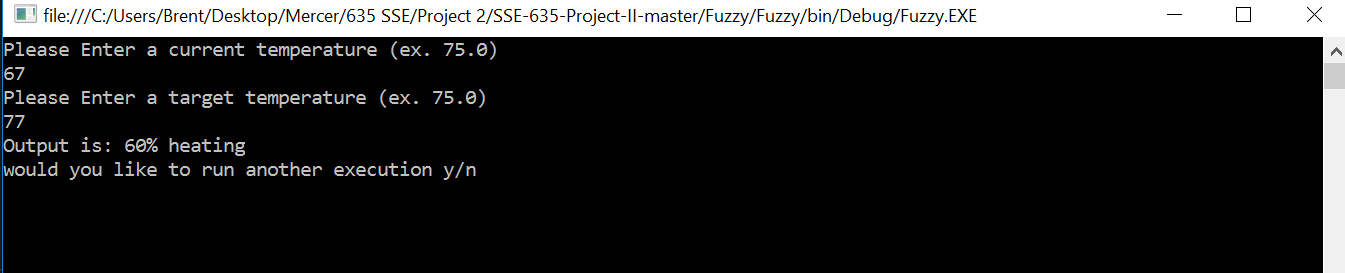 file:///C:/Users/Brent/Desktop/Mercer/635 SSE/Project 2/SSE-635-Project-II-master/Fuzzy/Fuzzy/bin/Debug/Fuzzy.EXE
Please Enter a current temperature (ex. 75.0)
67
Please Enter a target temperature (ex. 75.0)
77
Output is: 60% heating
would you like to run another execution y/n